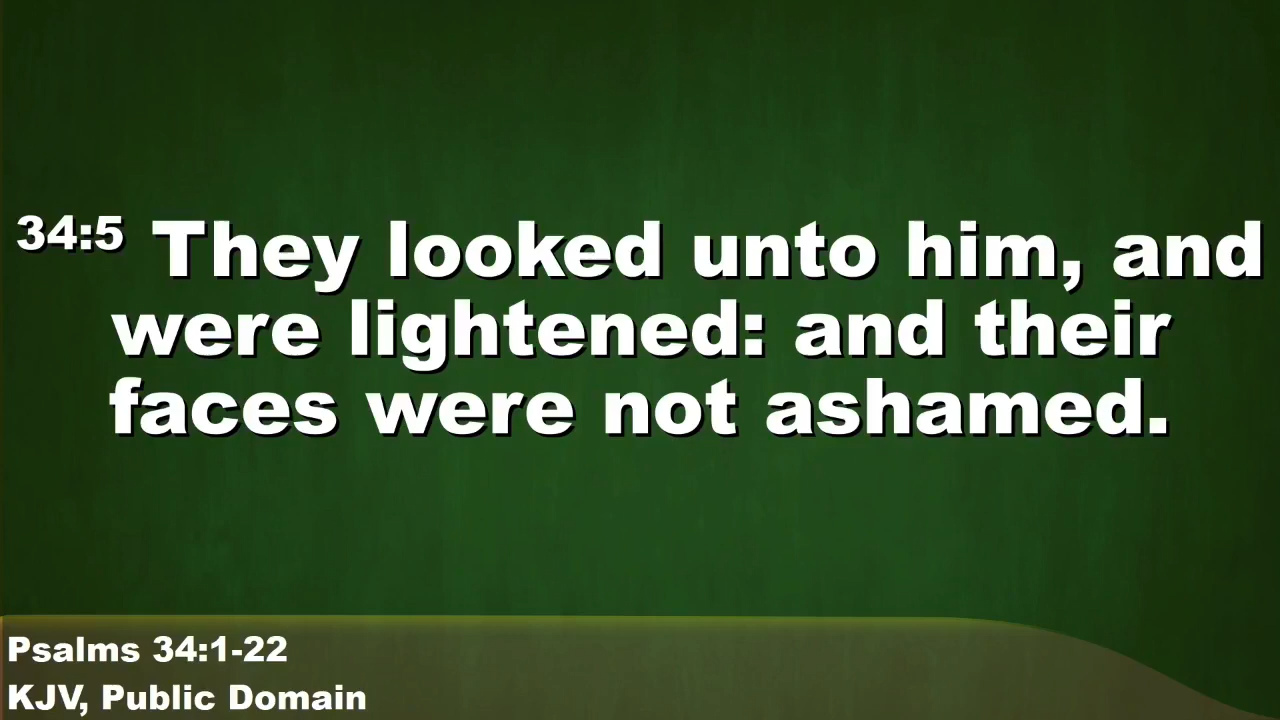 34:5 They looked unto him, and
were lightened: and their
faces were not ashamed.
Psalms 34:1-22
KJV, Public Domain